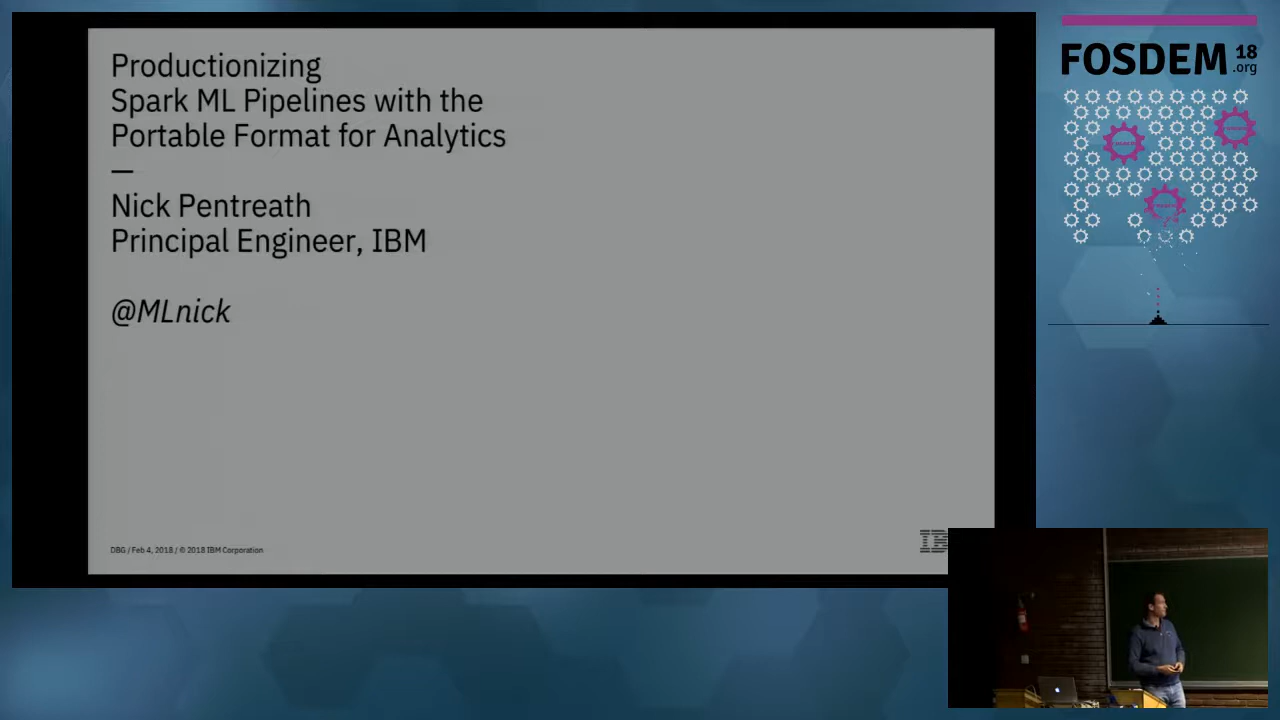 Productionizing
Spark ML Pipelines with the
Portable Format for Analytics
—
Nick Pentreath
Principal Engineer, IBM
@MLnick
DBG / Feb 4, 2018 / © 2018 IBM Corporation
FOSDEM 18
.org